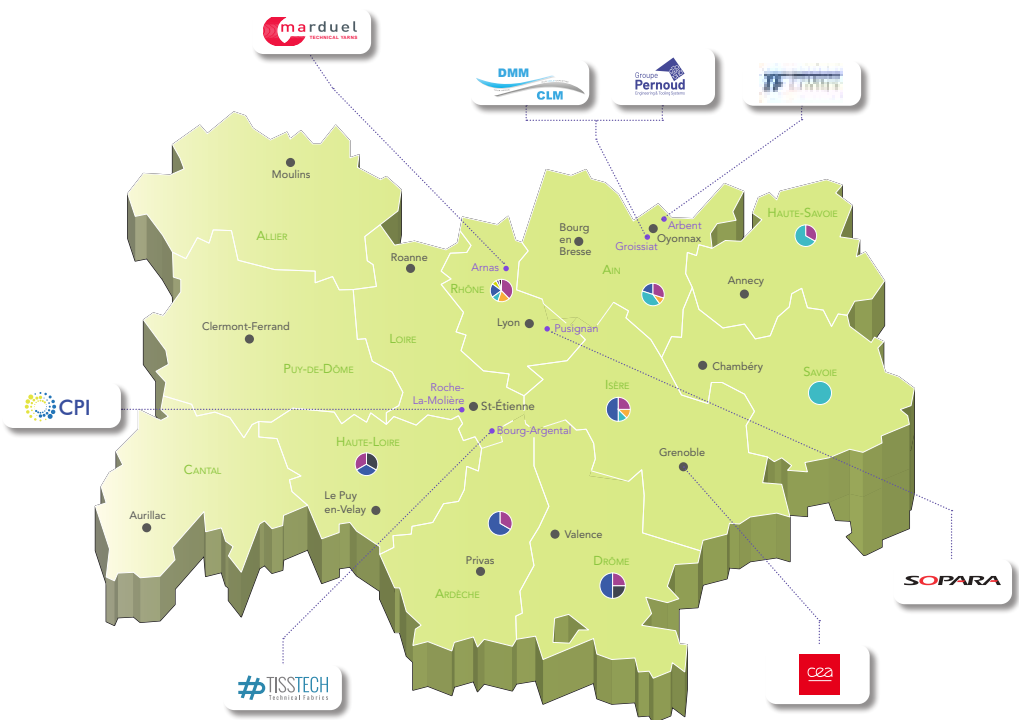 marduel
TECHNICAL YARNS
DMM
CLM
Groupe
Pernoud
Engineering & Tooling Systems
Moulins
ALLIER
Roanne
Bourg
en
Bresse
Arbent
Oyonnax
Groissiat
HAUTE-SAVOIE
AIN
Arnas
RHÔNE
Annecy
Clermont-Ferrand
Lyon
Pusignan
LOIRE
PUY-DE-DÔME
Chambéry
SAVOIE
ISÈRE
Roche-
La-Molière
St-Étienne
CPI
Bourg-Argental
HAUTE-LOIRE
CANTAL
Grenoble
Le Puy
en-Velay
Aurillac
Valence
Privas
DRÔME
ARDÈCHE
SOPARA
cea
TISSTECH
Technical Fabrics